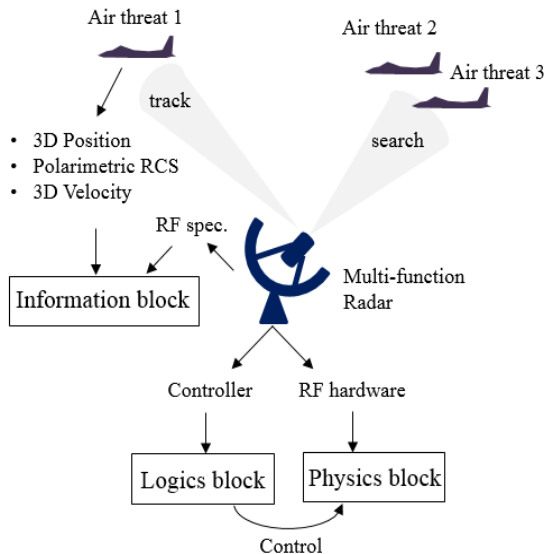 Air threat 1
Air threat 2
Air threat 3
track
search
• 3D Position
• Polarimetric RCS
• 3D Velocity
RF spec.
Information block
Multi-function
Radar
Controller
RF hardware
Logics block
Physics block
Control